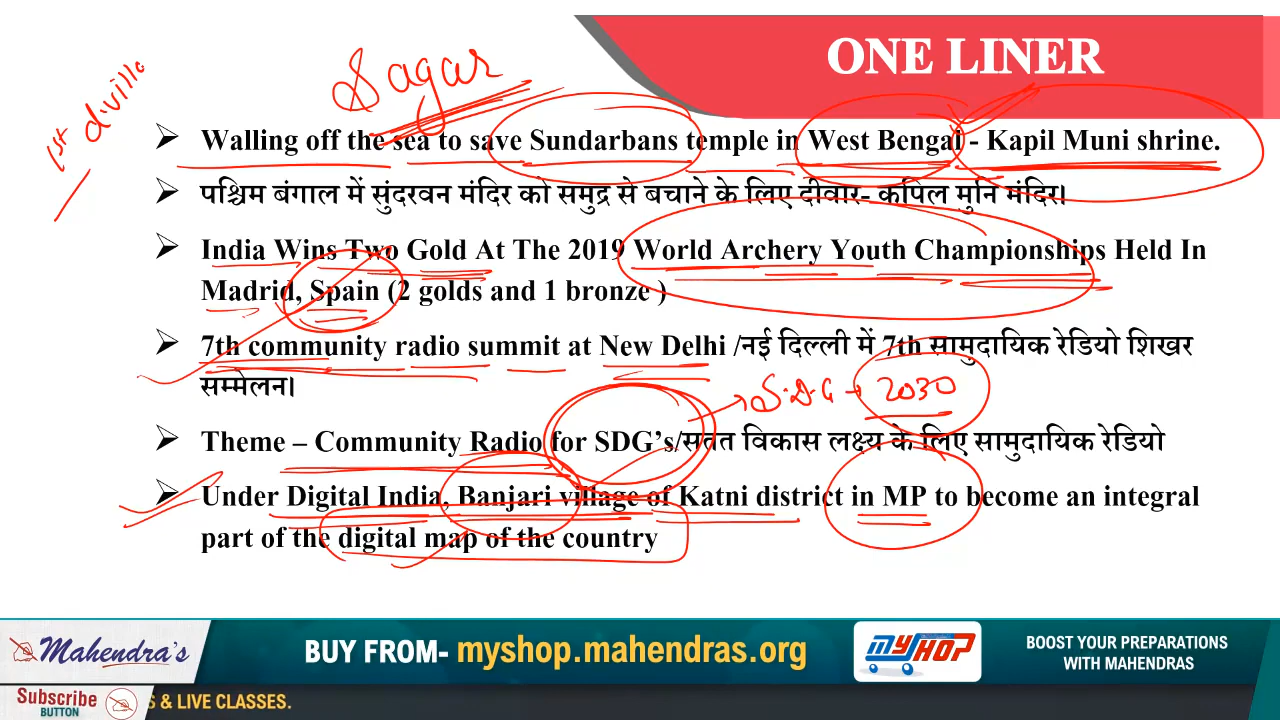 ONE LINER
Sagar
1st d.village
➢ Walling off the sea to save Sundarbans temple in West Bengal - Kapil Muni shrine.
➢ पश्चिम बंगाल में सुंदरवन मंदिर को समुद्र से बचाने के लिए दीवार- कपिल मुनि मंदिर।
➢ India Wins Two Gold At The 2019 World Archery Youth Championships Held In
Madrid, Spain (2 golds and 1 bronze )
➢ 7th community radio summit at New Delhi /नई दिल्ली में 7th सामुदायिक रेडियो शिखर
सम्मेलन।
S.D.G → 2030
➢ Theme – Community Radio for SDG's/सतत विकास लक्ष्य के लिए सामुदायिक रेडियो
➢ Under Digital India, Banjari village of Katni district in MP to become an integral
part of the digital map of the country
Mahendra's
BUY FROM- myshop.mahendras.org
MYSHOP
BOOST YOUR PREPARATIONS
WITH MAHENDRAS
Subscribe
BUTTON
S & LIVE CLASSES.